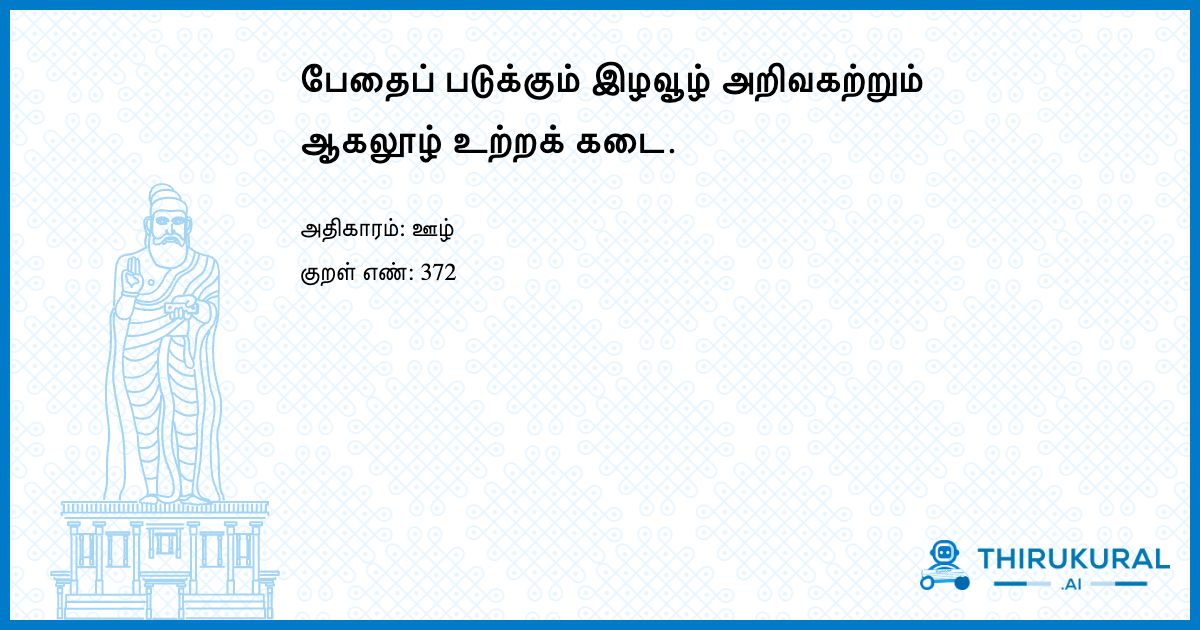 பேதைப் படுக்கும் இழவூழ் அறிவகற்றும்
ஆகலூழ் உற்றக் கடை.
அதிகாரம்: ஊழ்
குறள் எண்: 372
THIRUKURAL
.AI